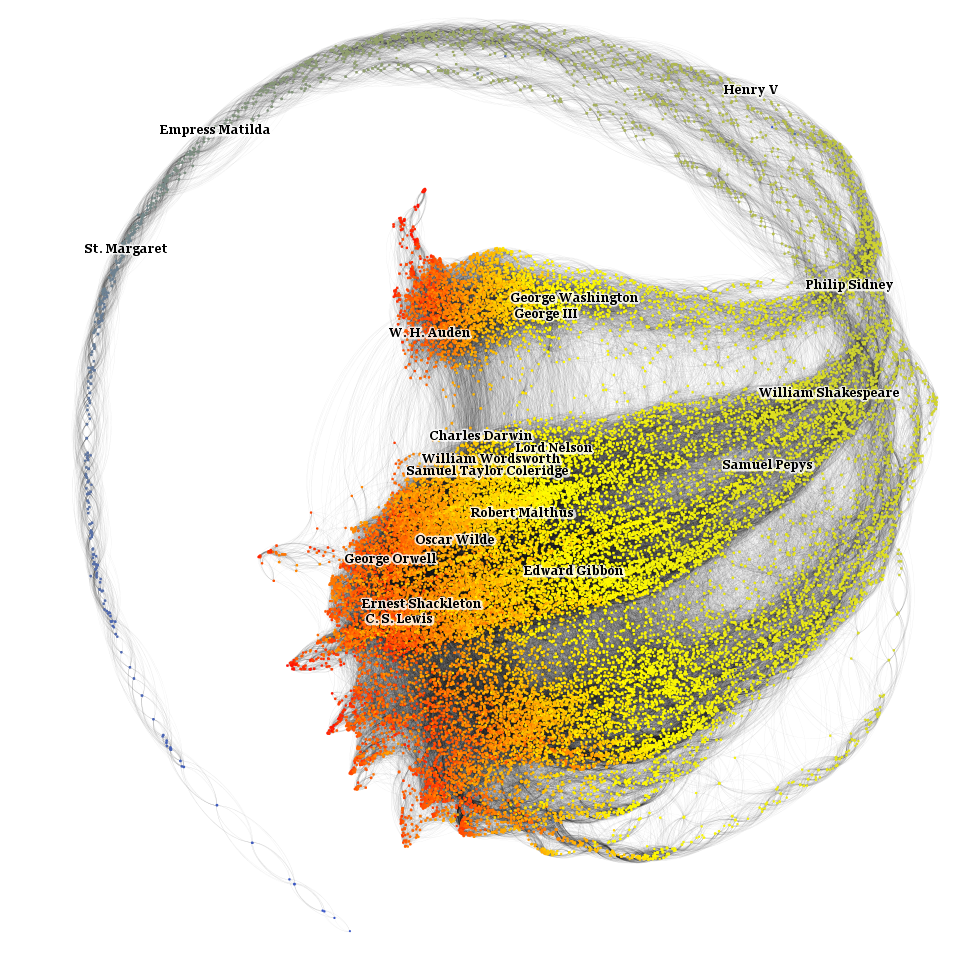 Henry V
Empress Matilda
St. Margaret
Philip Sidney
George Washington
George III
W. H. Auden
William Shakespeare
Charles Darwin
Lord Nelson
William Wordsworth
Samuel Pepys
Samuel Taylor Coleridge
Robert Malthus
Oscar Wilde
George Orwell
Edward Gibbon
Ernest Shackleton
C. S. Lewis